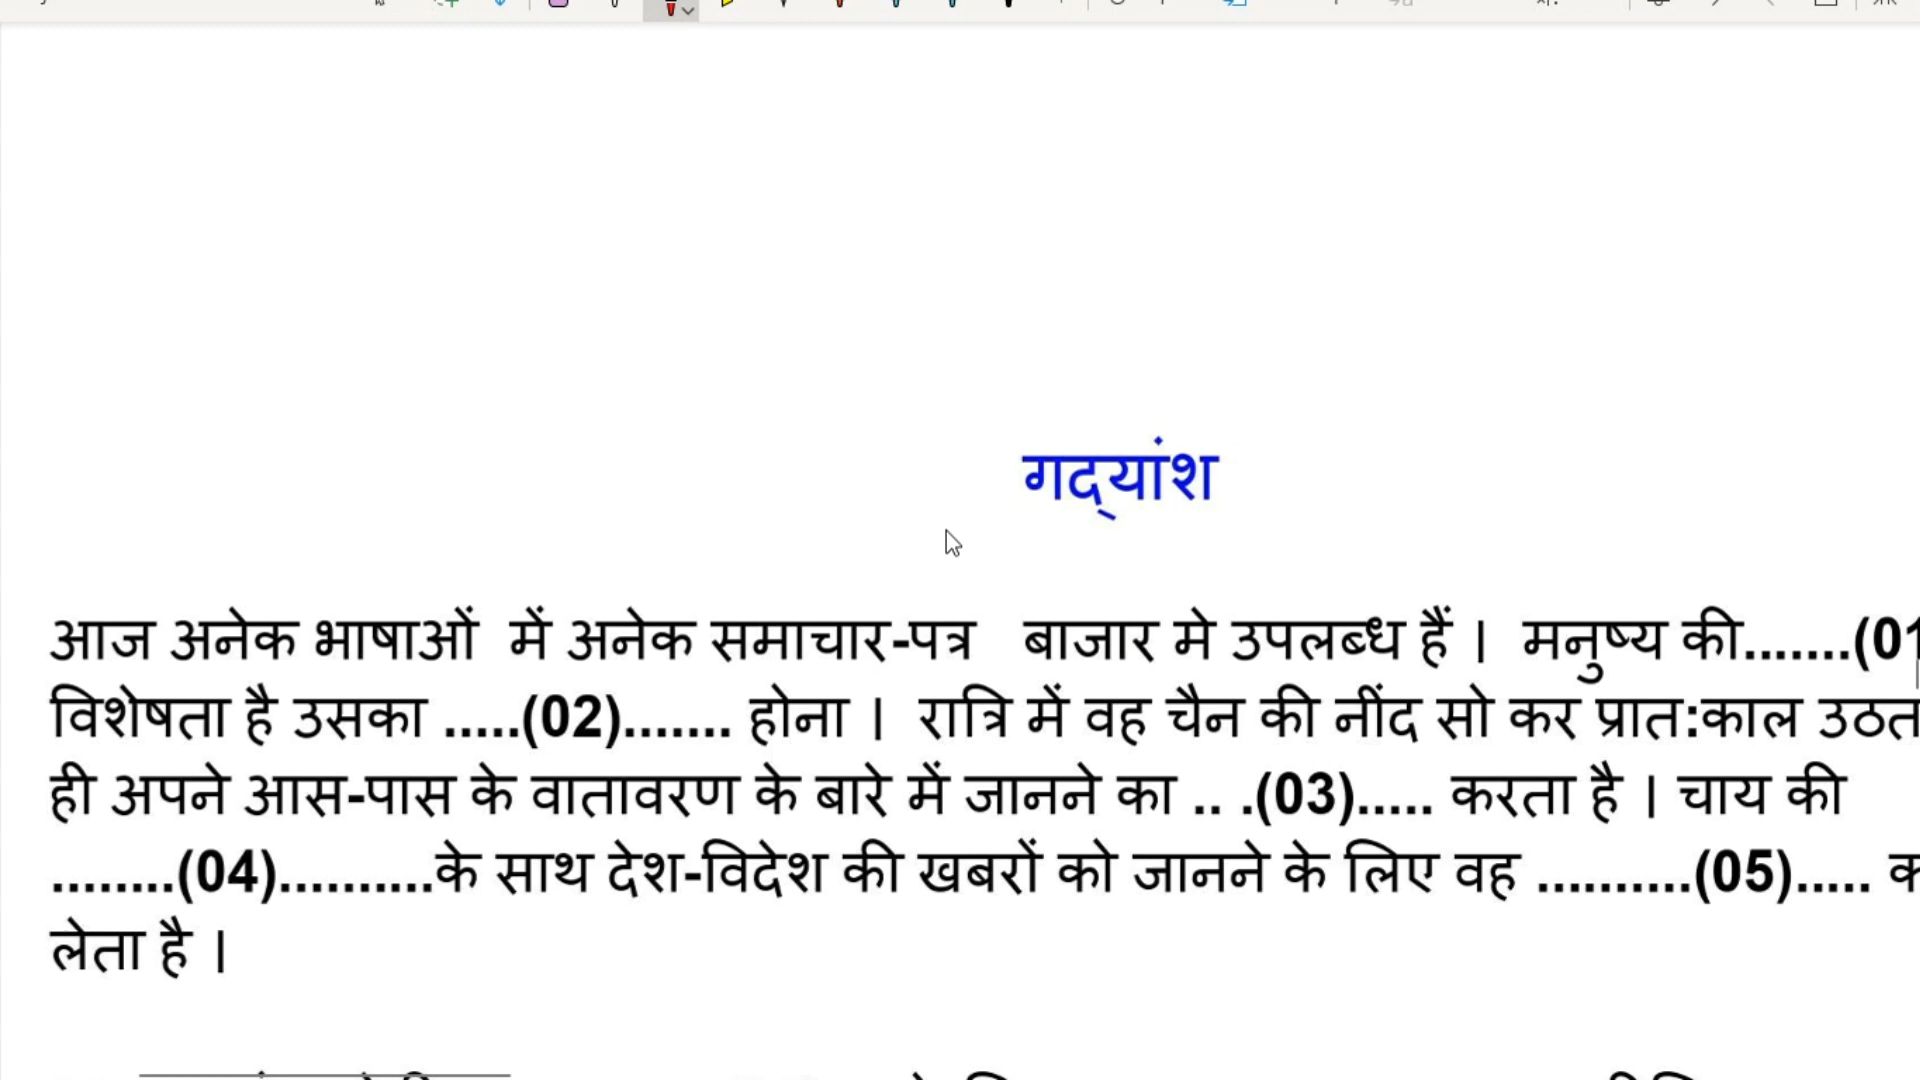 गद्यांश
आज अनेक भाषाओं में अनेक समाचार-पत्र बाजार मे उपलब्ध हैं । मनुष्य की.......(01
विशेषता है उसका .....(02)....... होना । रात्रि में वह चैन की नींद सो कर प्रात:काल उठत
ही अपने आस-पास के वातावरण के बारे में जानने का .. .(03)..... करता है । चाय की
........(04)..........के साथ देश-विदेश की खबरों को जानने के लिए वह ..........(05).....
लेता है ।